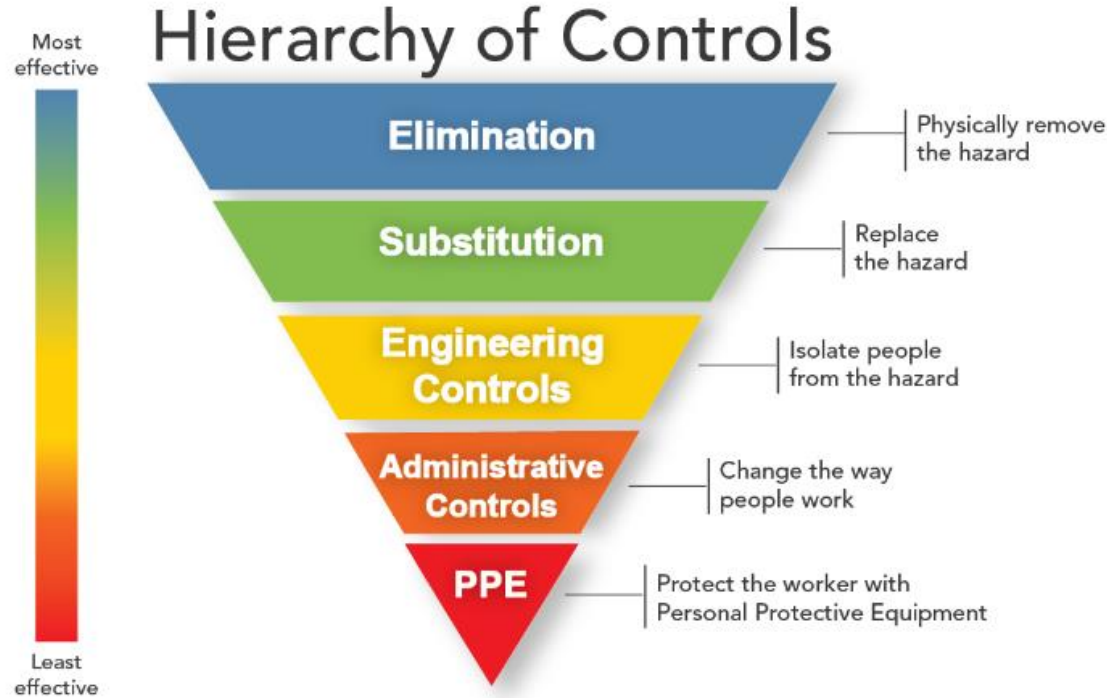 Hierarchy of Controls
Most
effective
Elimination
Physically remove
the hazard
Substitution
Replace
the hazard
Engineering
Controls
Isolate people
from the hazard
Administrative
Controls
Change the way
people work
PPE
Protect the worker with
Personal Protective Equipment
Least
effective